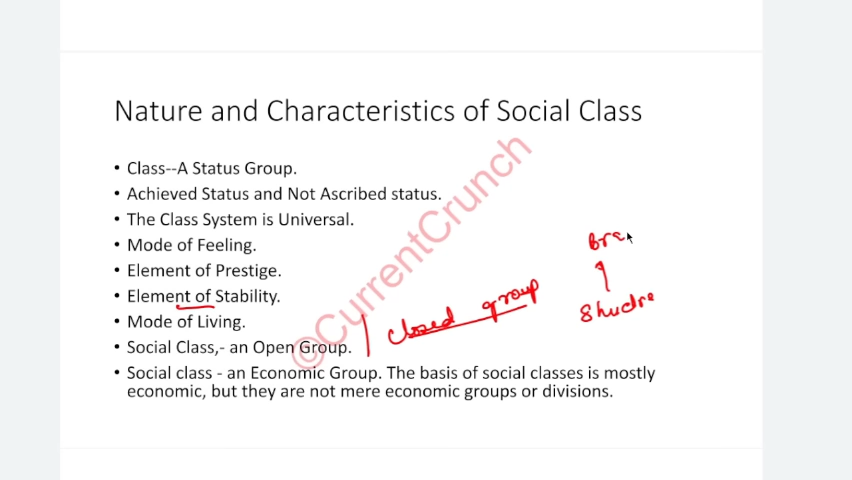 Nature and Characteristics of Social Class
• Class--A Status Group.
• Achieved Status and Not Ascribed status.
• The Class System is Universal.
• Mode of Feeling.
• Element of Prestige.
• Element of Stability.
• Mode of Living.
• Social Class,- an Open Group.
• Social class - an Economic Group. The basis of social classes is mostly
economic, but they are not mere economic groups or divisions.
@CurrentCrunch
closed group
Bra
Shudra